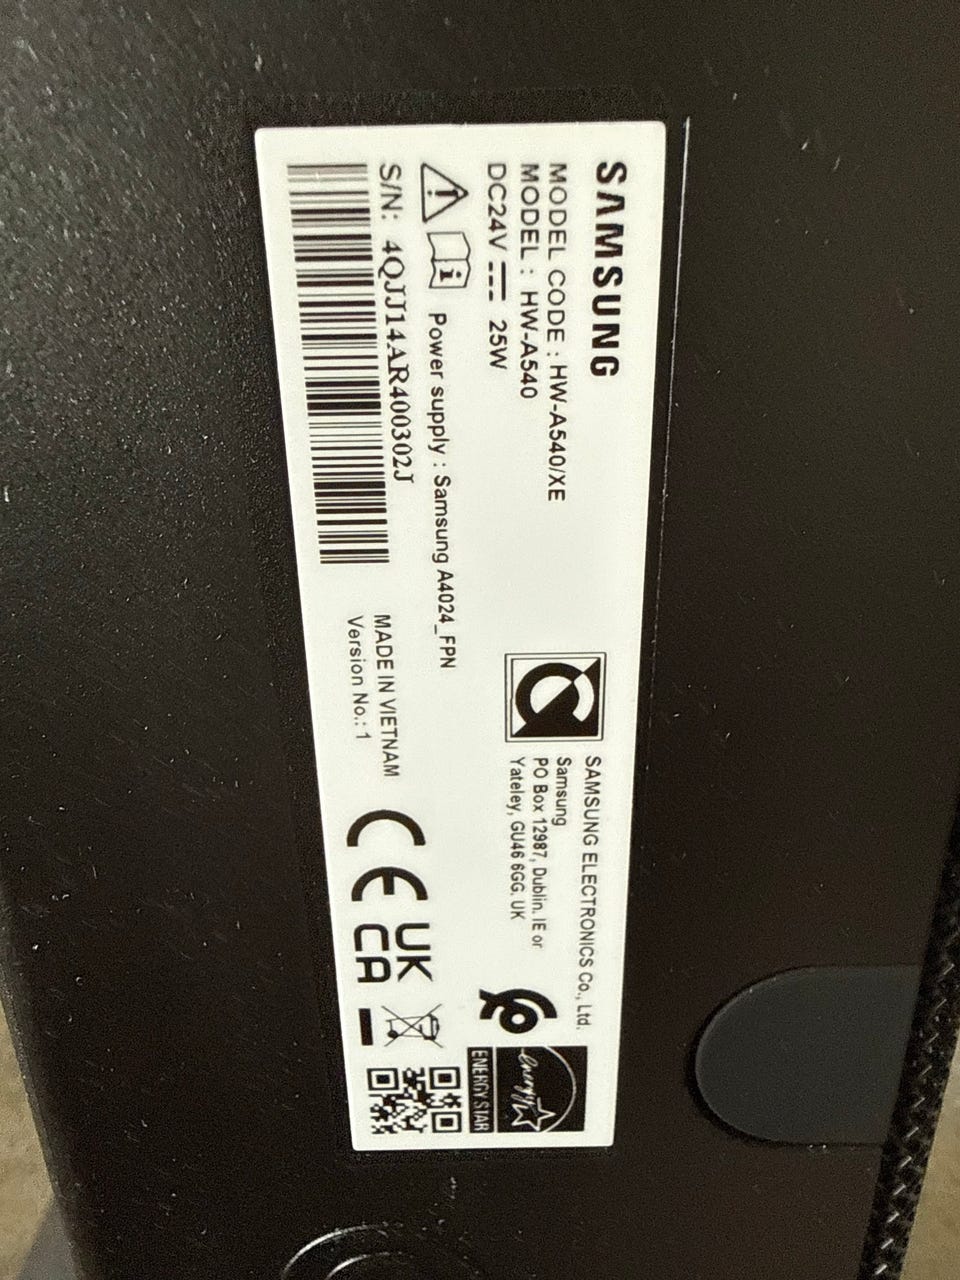 SAMSUNG
MODEL CODE : HW-A540/XE
MODEL : HW-A540
DC24V 25W
Power supply : Samsung A4024_FPN
S/N: 4QJJ14AR400302J
MADE IN VIETNAM
Version No.: 1
SAMSUNG ELECTRONICS Co., Ltd.
Samsung
PO Box 12987, Dublin. IE or
Yateley, GU46 6GG. UK
CE
UK
CA
energy
ENERGY STAR